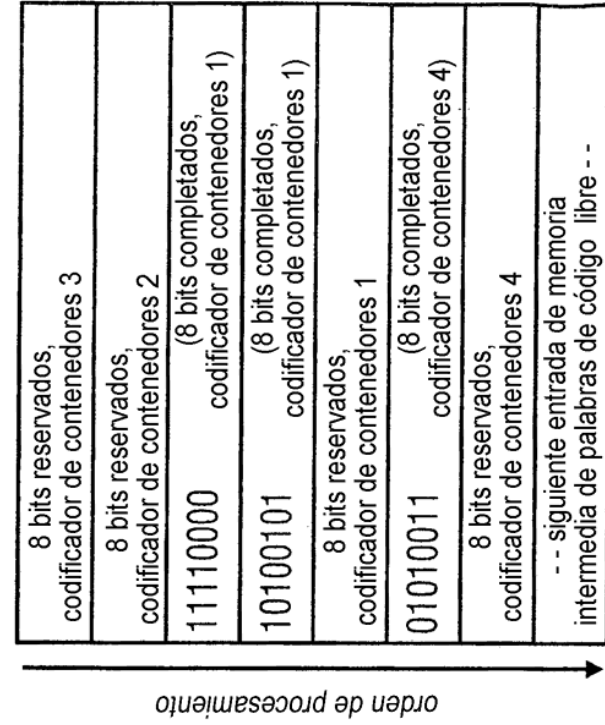 8 bits reservados,
codificador de contenedores 3
8 bits reservados,
codificador de contenedores 2
11110000
(8 bits completados,
codificador de contenedores 1)
10100101
(8 bits completados,
codificador de contenedores 1)
8 bits reservados,
codificador de contenedores 1
01010011
(8 bits completados,
codificador de contenedores 4)
8 bits reservados,
codificador de contenedores 4
- - siguiente entrada de memoria
intermedia de palabras de código libre - -
orden de procesamiento